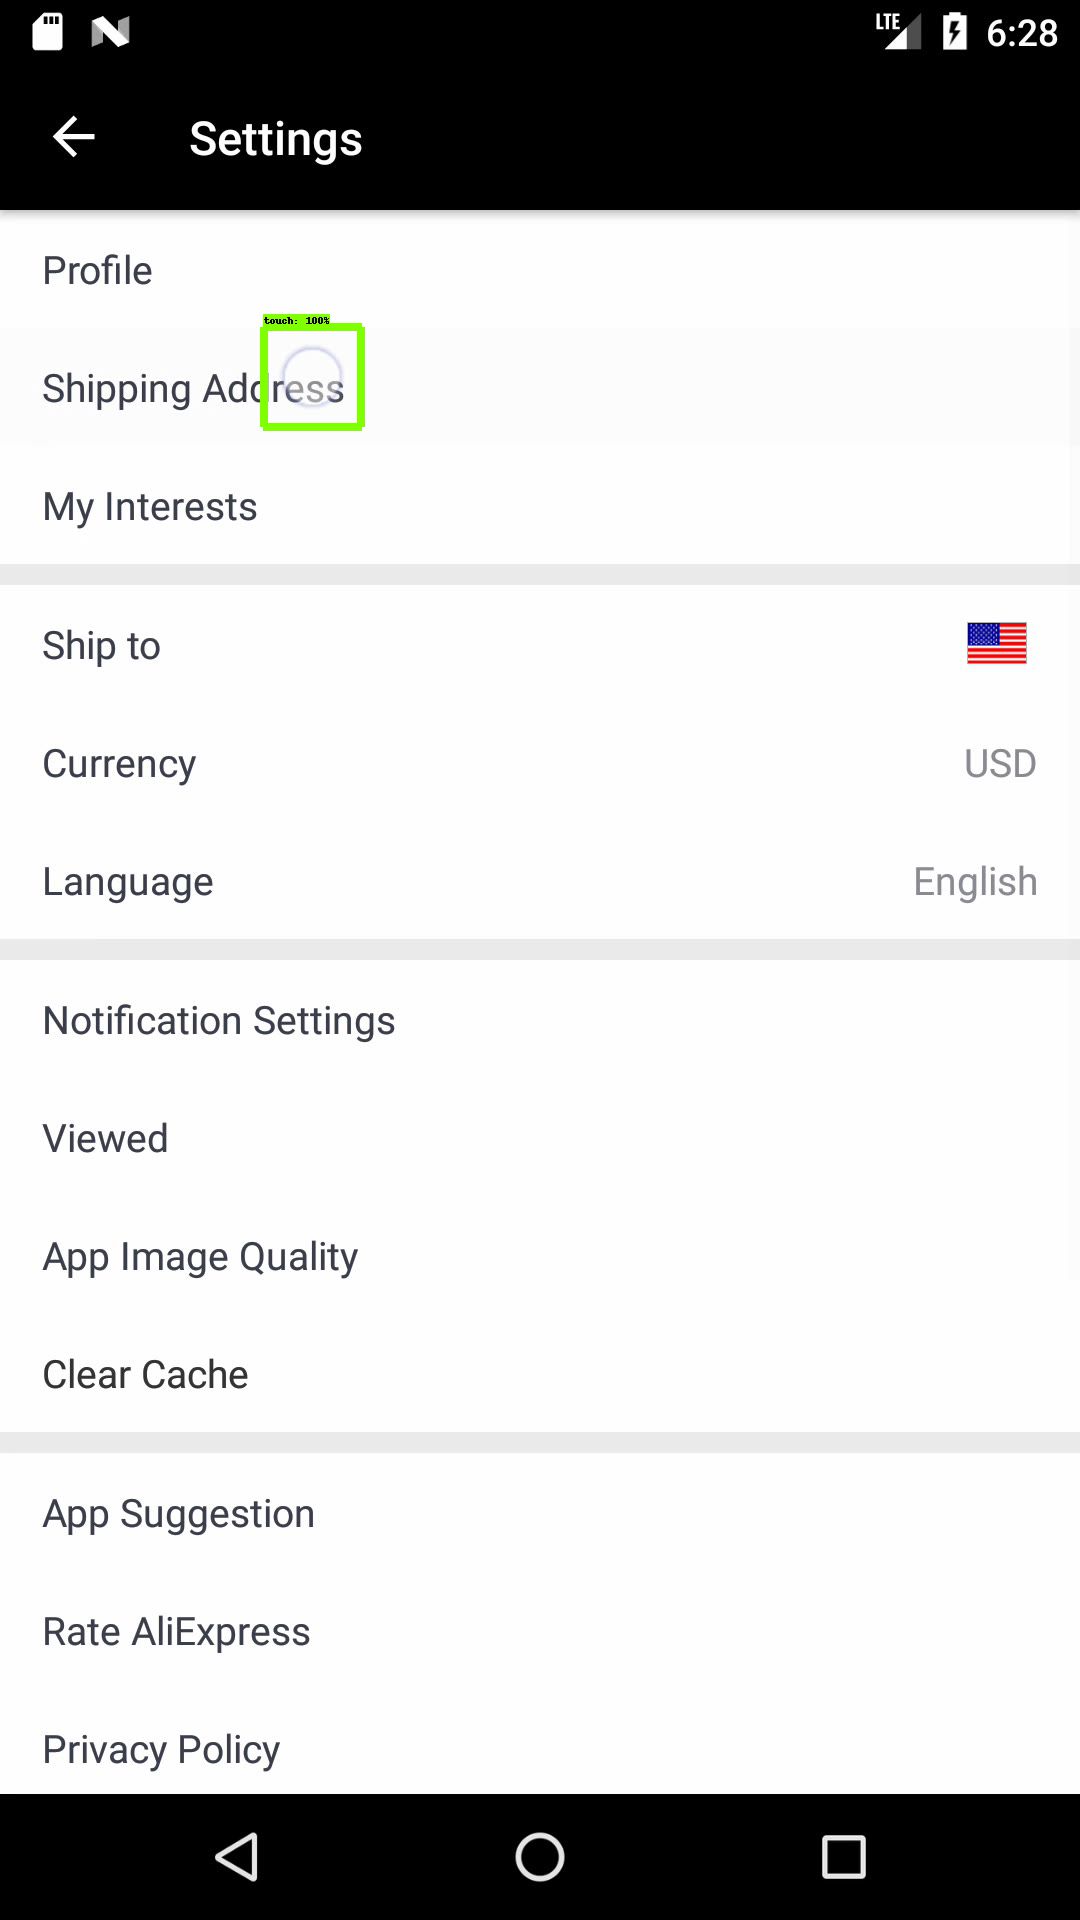 LTE 6:28
Settings
Profile
touch: 100%
Shipping Address
My Interests
Ship to
Currency USD
Language English
Notification Settings
Viewed
App Image Quality
Clear Cache
App Suggestion
Rate AliExpress
Privacy Policy